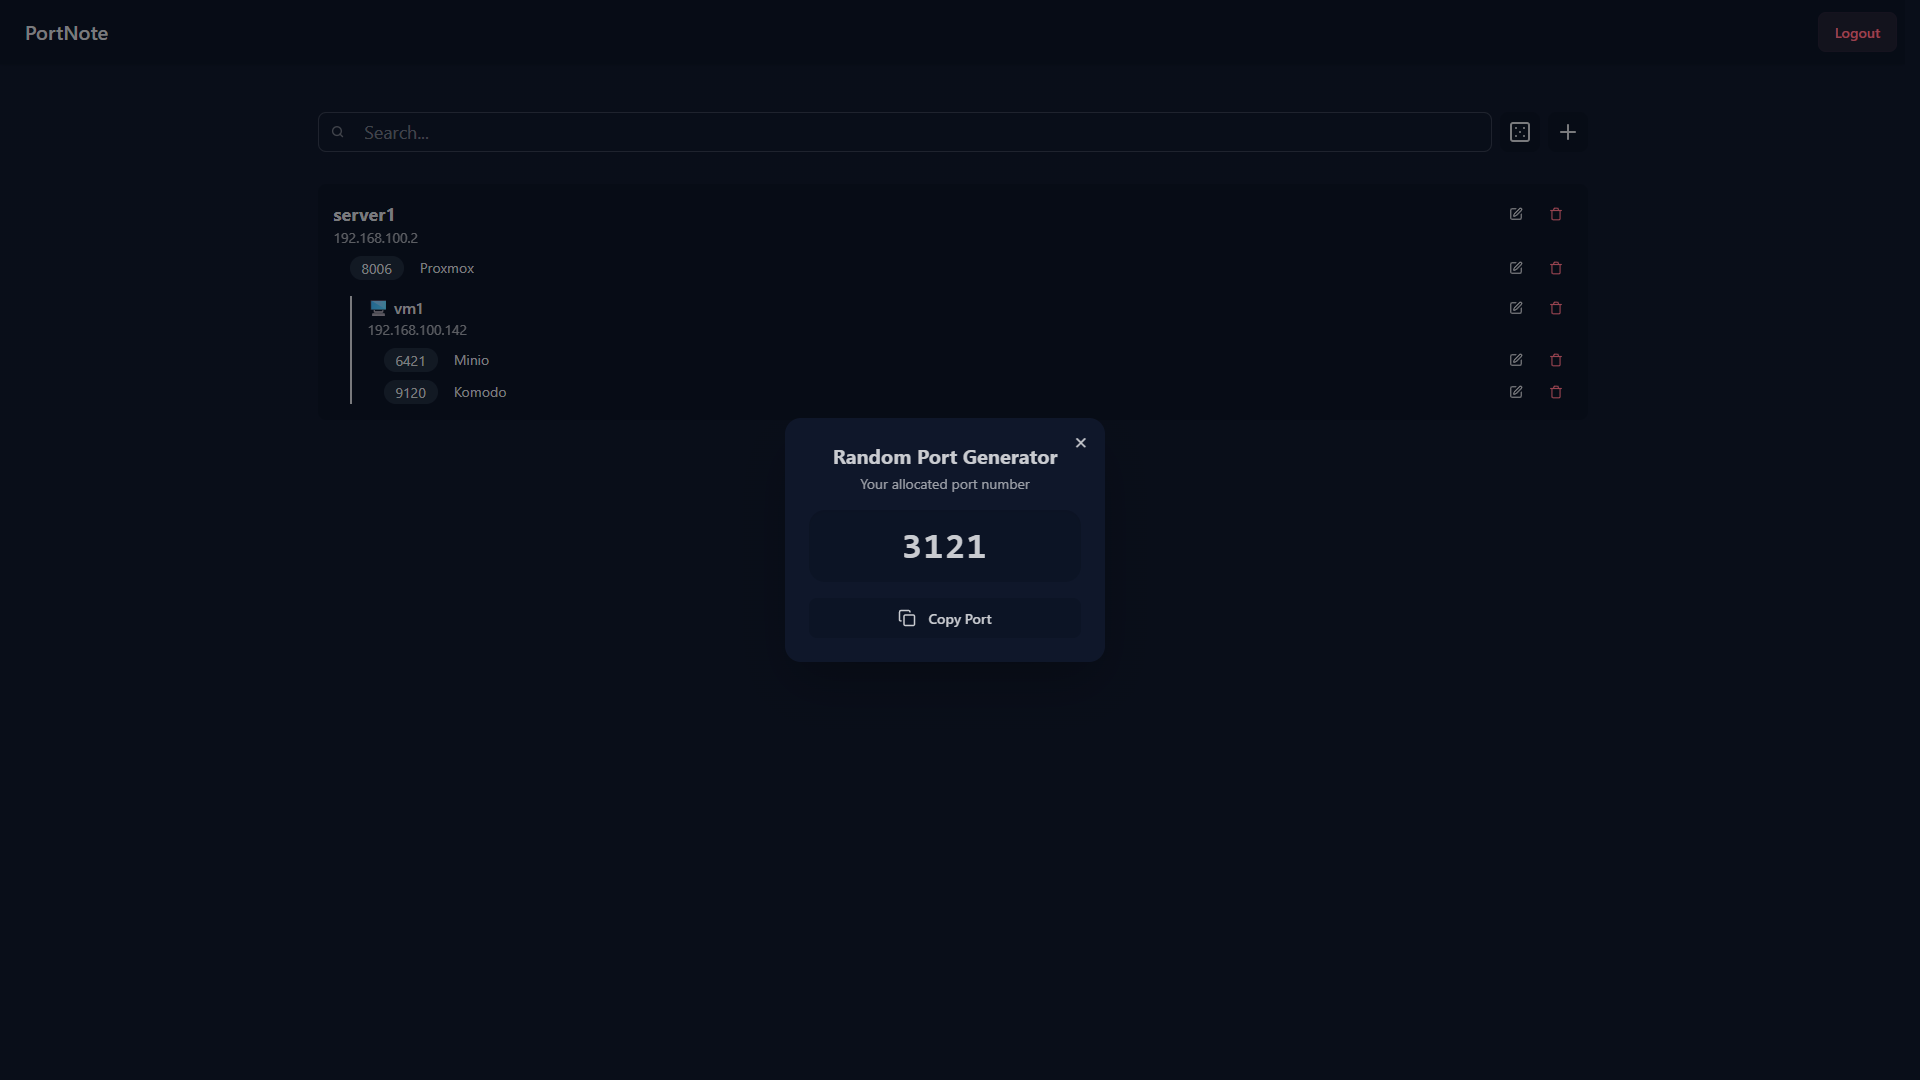 PortNote
Logout
Search...
server1
192.168.100.2
8006 Proxmox
vm1
192.168.100.142
6421 Minio
9120 Komodo
Random Port Generator
Your allocated port number
3121
Copy Port